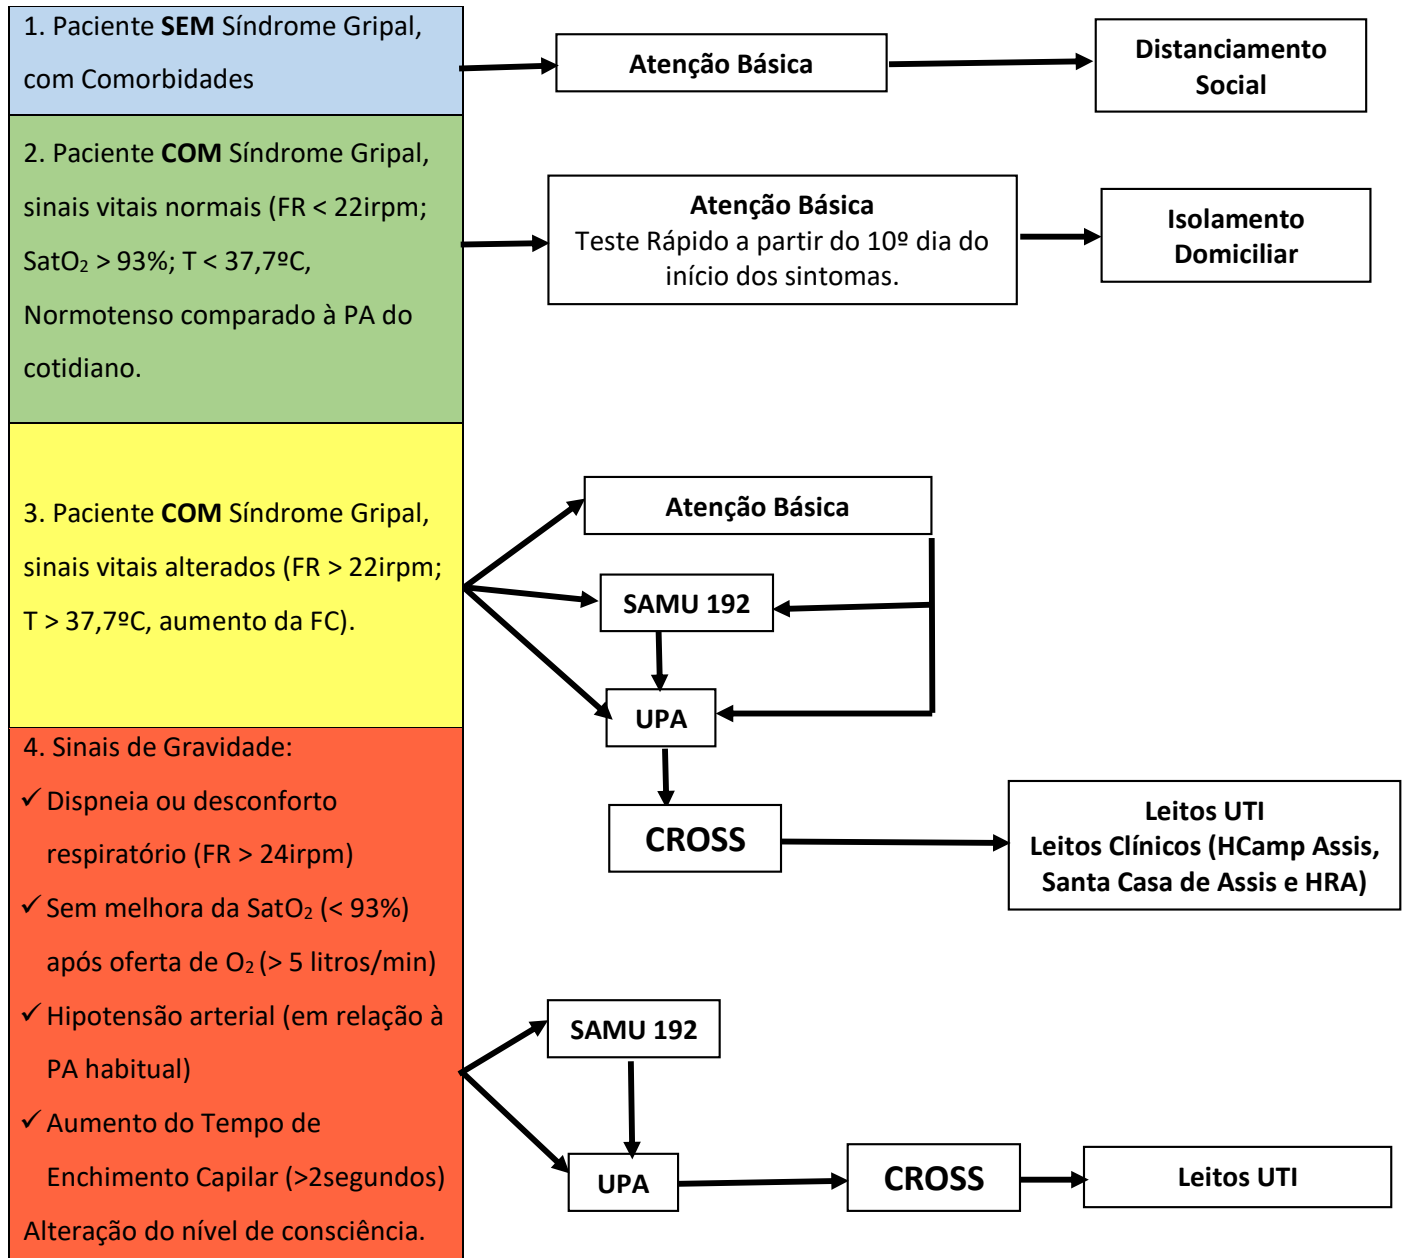 1. Paciente SEM Síndrome Gripal,
com Comorbidades
Atenção Básica
Distanciamento
Social
2. Paciente COM Síndrome Gripal,
sinais vitais normais (FR < 22irpm;
SatO₂ > 93%; T < 37,7ºC,
Normotenso comparado à PA do
cotidiano.
Atenção Básica
Teste Rápido a partir do 10º dia do
início dos sintomas.
Isolamento
Domiciliar
3. Paciente COM Síndrome Gripal,
sinais vitais alterados (FR > 22irpm;
T > 37,7ºC, aumento da FC).
Atenção Básica
SAMU 192
UPA
CROSS
Leitos UTI
Leitos Clínicos (HCamp Assis,
Santa Casa de Assis e HRA)
4. Sinais de Gravidade:
✓ Dispneia ou desconforto
respiratório (FR > 24irpm)
✓ Sem melhora da SatO₂ (< 93%)
após oferta de O₂ (> 5 litros/min)
✓ Hipotensão arterial (em relação à
PA habitual)
✓ Aumento do Tempo de
Enchimento Capilar (>2segundos)
Alteração do nível de consciência.
SAMU 192
UPA
CROSS
Leitos UTI